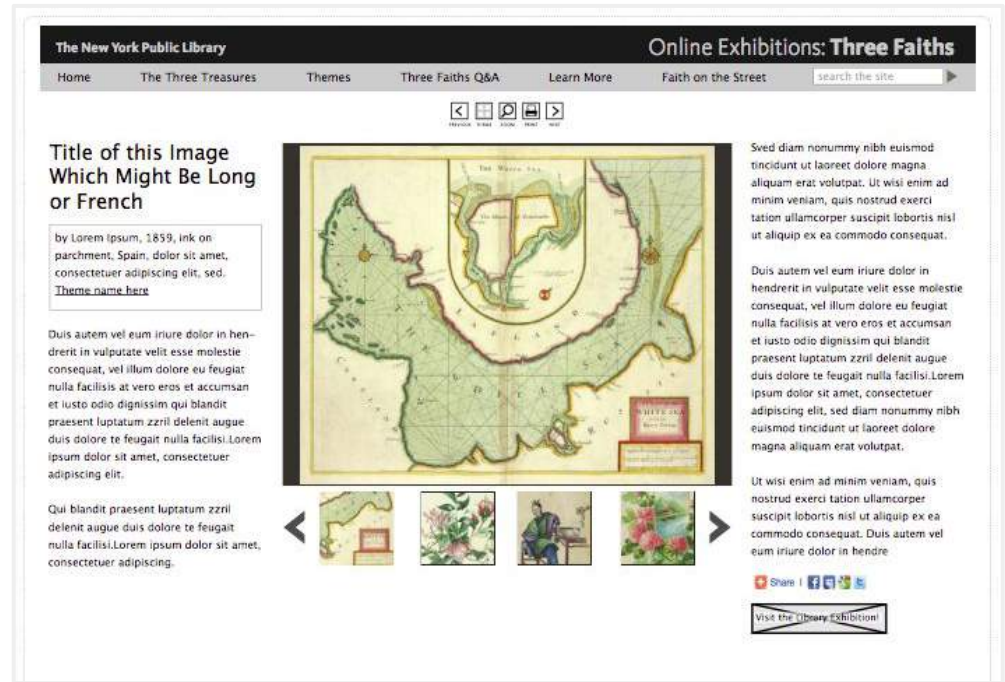 The New York Public Library
Online Exhibitions: Three Faiths
Home The Three Treasures Themes Three Faiths Q&A Learn More Faith on the Street search the site
PREVIOUS ZOOM PRINT NEXT
Title of this Image
Which Might Be Long
or French
by Lorem Ipsum, 1859, ink on
parchment, Spain, dolor sit amet,
consectetuer adipiscing elit, sed.
Theme name here
Duis autem vel eum iriure dolor in hen-
drerit in vulputate velit esse molestie
consequat, vel illum dolore eu feugiat
nulla facilisis at vero eros et accumsan
et iusto odio dignissim qui blandit
praesent luptatum zzril delenit augue
duis dolore te feugait nulla facilisi.Lorem
ipsum dolor sit amet, consectetuer
adipiscing elit.
Qui blandit praesent luptatum zzril
delenit augue duis dolore te feugait
nulla facilisi.Lorem ipsum dolor sit amet,
consectetuer adipiscing.
The White Sea
WHITE SEA
Sved diam nonummy nibh euismod
tincidunt ut laoreet dolore magna
aliquam erat volutpat. Ut wisi enim ad
minim veniam, quis nostrud exerci
tation ullamcorper suscipit lobortis nisl
ut aliquip ex ea commodo consequat.
Duis autem vel eum iriure dolor in
hendrerit in vulputate velit esse molestie
consequat, vel illum dolore eu feugiat
nulla facilisis at vero eros et accumsan
et iusto odio dignissim qui blandit
praesent luptatum zzril delenit augue
duis dolore te feugait nulla facilisi.Lorem
ipsum dolor sit amet, consectetuer
adipiscing elit, sed diam nonummy nibh
euismod tincidunt ut laoreet dolore
magna aliquam erat volutpat.
Ut wisi enim ad minim veniam, quis
nostrud exerci tation ullamcorper
suscipit lobortis nisl ut aliquip ex ea
commodo consequat. Duis autem vel
eum iriure dolor in hendre
Share
Visit the Library Exhibition!